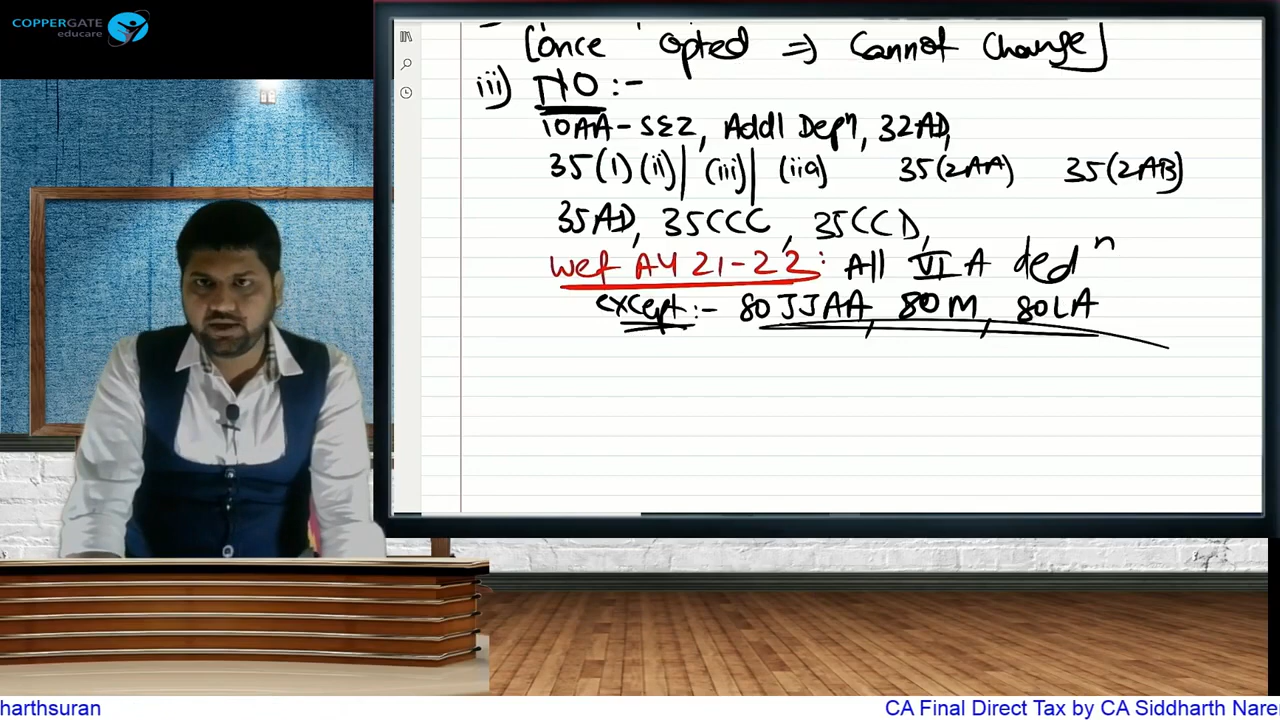 COPPERGATE
educare
[Once opted => Cannot Change]
iii) NO :-
10AA-SEZ, Addl Depn, 32AD,
35(1)(ii)| (iii)| (iia) 35(2AA) 35(2AB)
35AD, 35CCC, 35CCD,
wef AY 21-22: All VI A dedn
except:- 80JJAA, 80M, 80LA
harthsuran
CA Final Direct Tax by CA Siddharth Nare